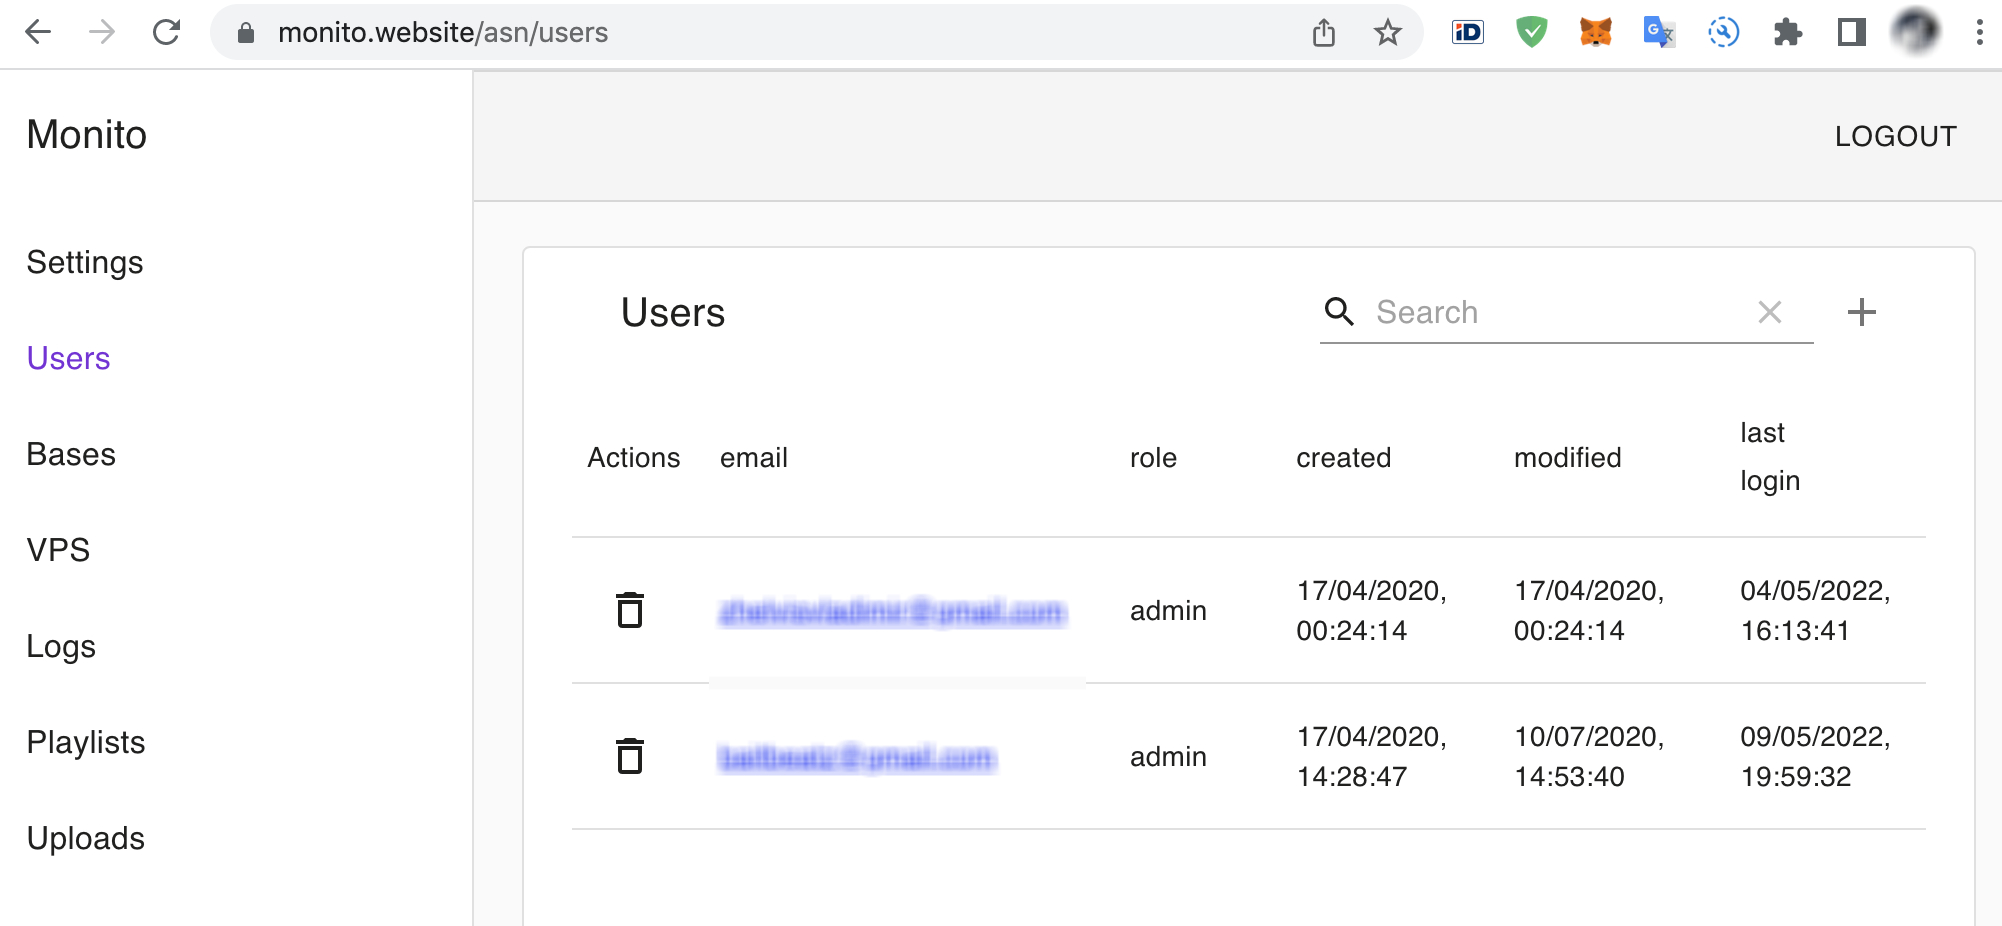 monito.website/asn/users
iD
G
Monito
LOGOUT
Settings
Users
Bases
VPS
Logs
Playlists
Uploads
Users
Search
Actions email role created modified last login
admin 17/04/2020, 00:24:14 17/04/2020, 00:24:14 04/05/2022, 16:13:41
admin 17/04/2020, 14:28:47 10/07/2020, 14:53:40 09/05/2022, 19:59:32